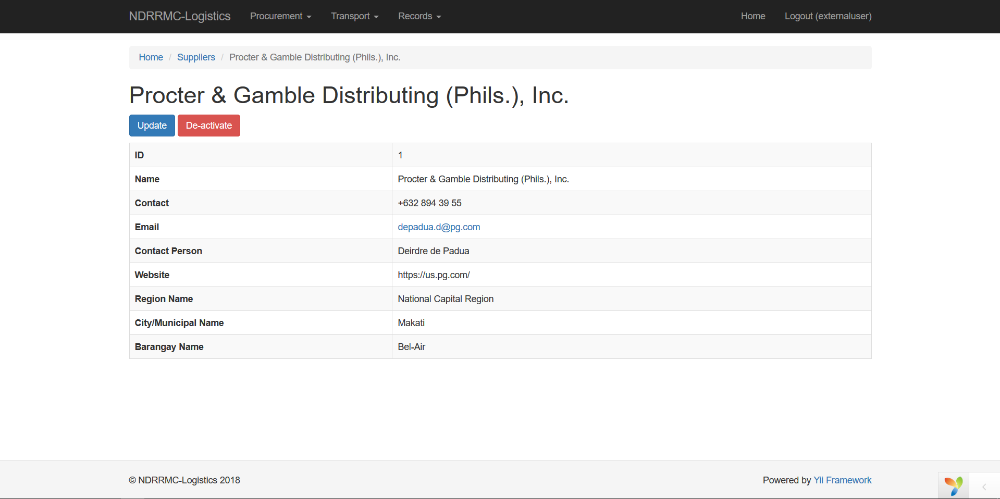 NDRRMC-Logistics Procurement Transport Records Home Logout (externaluser)
Home / Suppliers / Procter & Gamble Distributing (Phils.), Inc.
Procter & Gamble Distributing (Phils.), Inc.
Update De-activate
ID 1
Name Procter & Gamble Distributing (Phils.), Inc.
Contact +632 894 39 55
Email depadua.d@pg.com
Contact Person Deirdre de Padua
Website https://us.pg.com/
Region Name National Capital Region
City/Municipal Name Makati
Barangay Name Bel-Air
© NDRRMC-Logistics 2018 Powered by Yii Framework